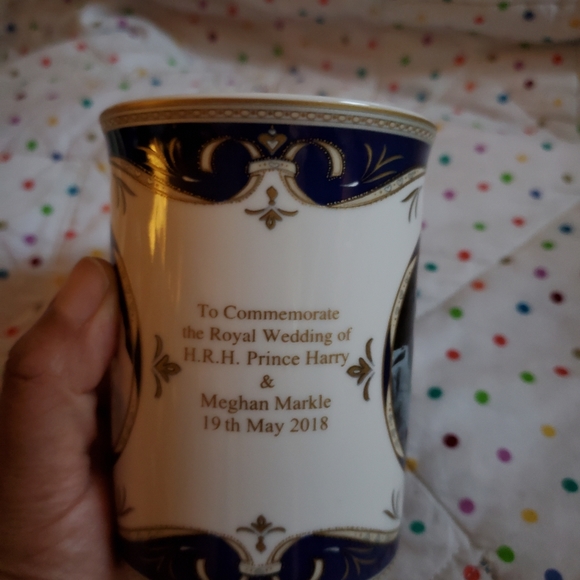 To Commemorate
the Royal Wedding of
H.R.H. Prince Harry
&
Meghan Markle
19th May 2018